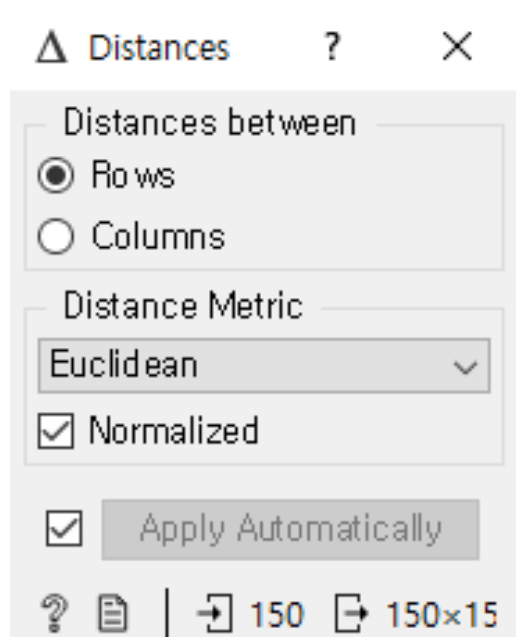 Distances ? ×
Distances between
Rows
Columns
Distance Metric
Euclidean
Normalized
Apply Automatically
? 150 150×15